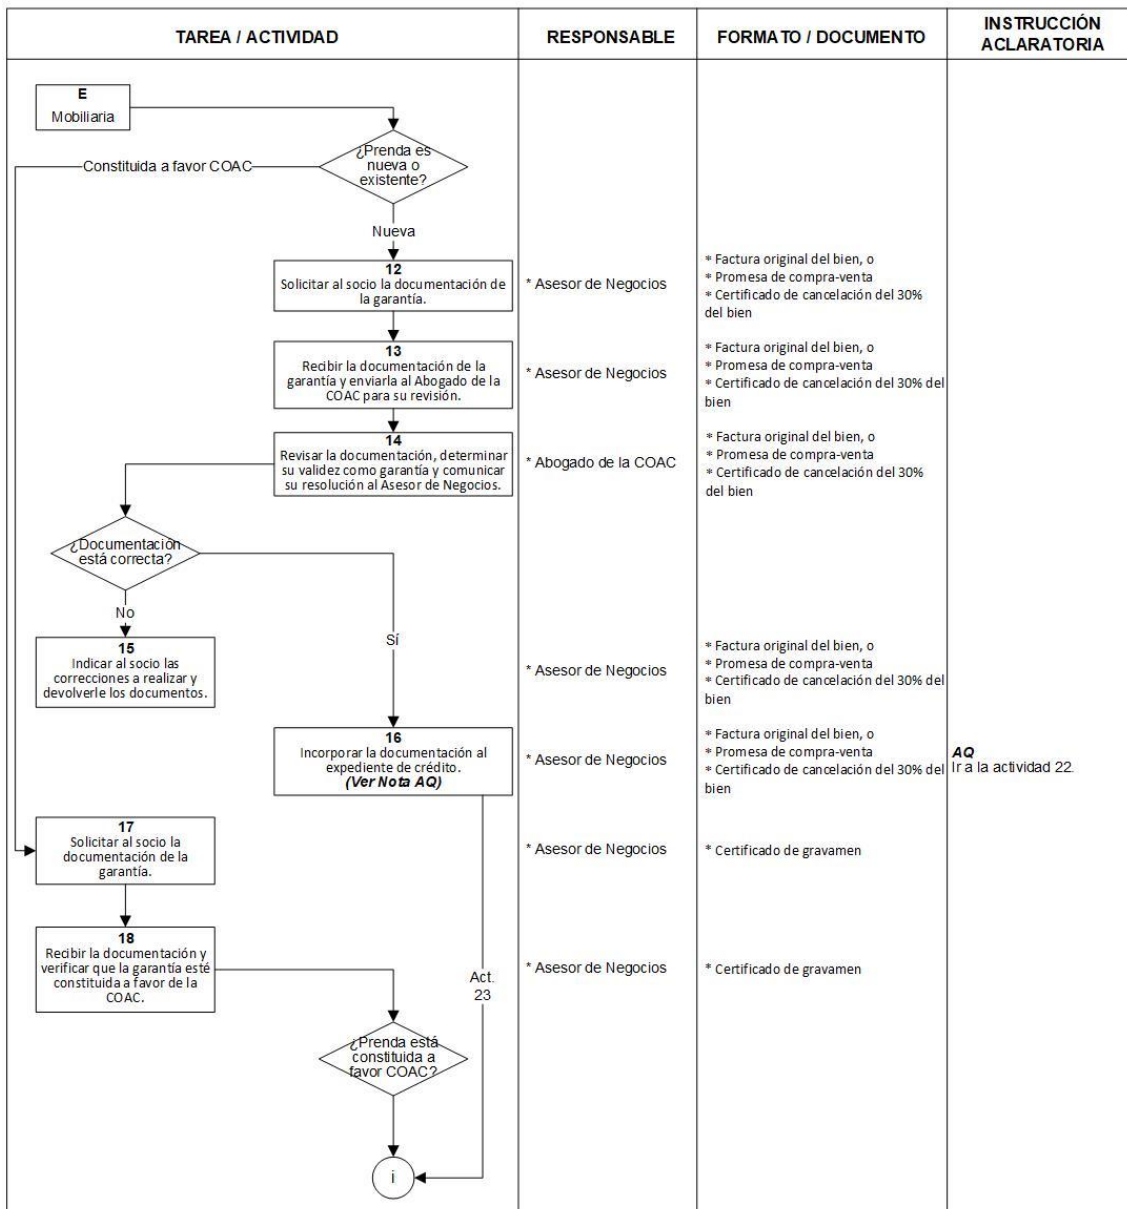 TAREA / ACTIVIDAD
RESPONSABLE
FORMATO / DOCUMENTO
INSTRUCCIÓN
ACLARATORIA
E
Mobiliaria
¿Prenda es
nueva o
existente?
Constituida a favor COAC
Nueva
12
Solicitar al socio la documentación de
la garantía.
* Asesor de Negocios
* Factura original del bien, o
* Promesa de compra-venta
* Certificado de cancelación del 30%
del bien
13
Recibir la documentación de la
garantía y enviarla al Abogado de la
COAC para su revisión.
* Asesor de Negocios
* Factura original del bien, o
* Promesa de compra-venta
* Certificado de cancelación del 30% del
bien
14
Revisar la documentación, determinar
su validez como garantía y comunicar
su resolución al Asesor de Negocios.
* Abogado de la COAC
* Factura original del bien, o
* Promesa de compra-venta
* Certificado de cancelación del 30%
del bien
¿Documentación
está correcta?
No
Sí
15
Indicar al socio las
correcciones a realizar y
devolverle los documentos.
* Asesor de Negocios
* Factura original del bien, o
* Promesa de compra-venta
* Certificado de cancelación del 30% del
bien
16
Incorporar la documentación al
expediente de crédito.
(Ver Nota AQ)
* Asesor de Negocios
* Factura original del bien, o
* Promesa de compra-venta
* Certificado de cancelación del 30% del
bien
AQ
Ir a la actividad 22.
17
Solicitar al socio la
documentación de la
garantía.
* Asesor de Negocios
* Certificado de gravamen
18
Recibir la documentación y
verificar que la garantía esté
constituida a favor de la
COAC.
* Asesor de Negocios
* Certificado de gravamen
Act.
23
¿Prenda está
constituida a
favor COAC?
i